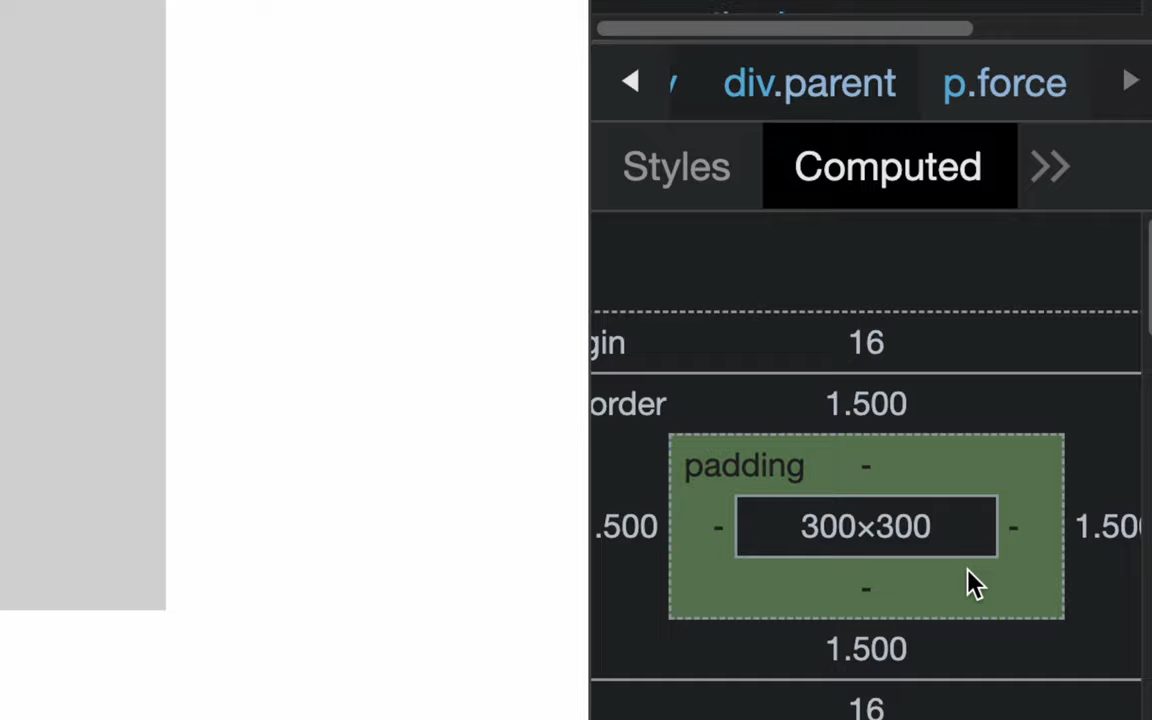 div.parent p.force
Styles Computed
gin 16
order 1.500
padding -
.500 - 300×300 - 1.50
-
1.500
16